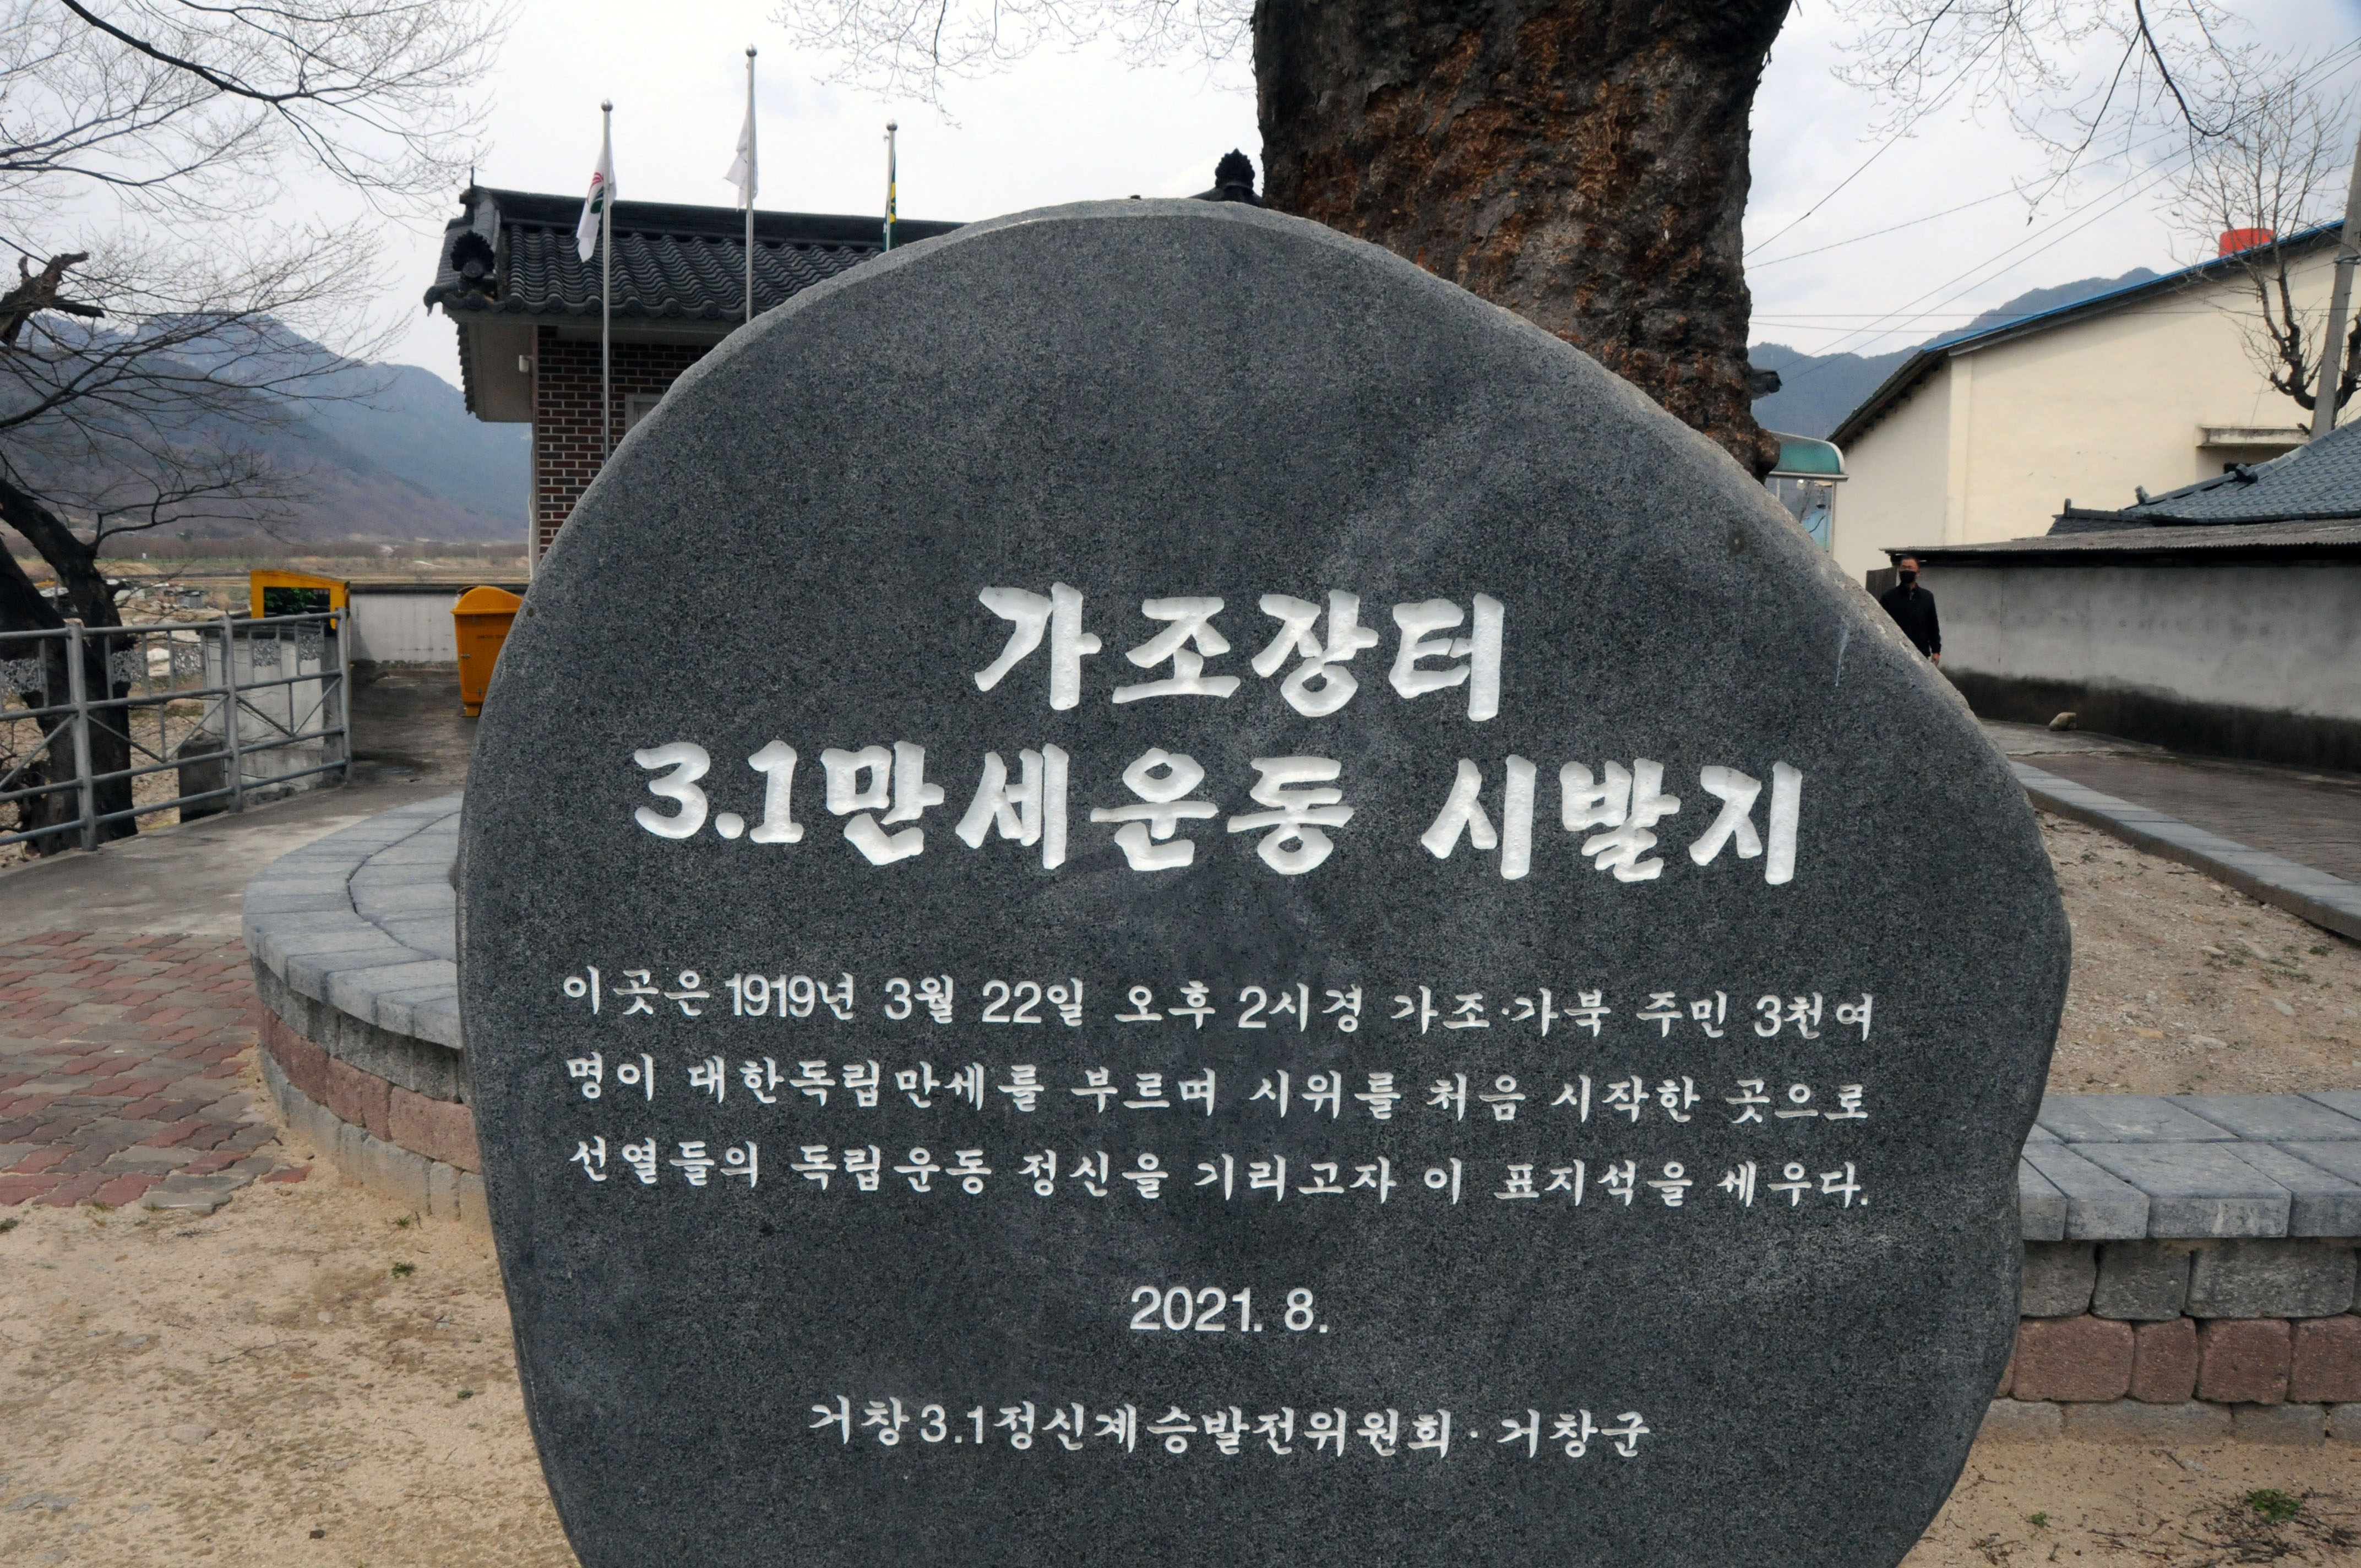 가조장터
3.1만세운동 시발지
이곳은 1919년 3월 22일 오후 2시경 가조·가북 주민 3천여
명이 대한독립만세를 부르며 시위를 처음 시작한 곳으로
선열들의 독립운동 정신을 기리고자 이 표지석을 세우다.
2021. 8.
거창3.1정신계승발전위원회·거창군